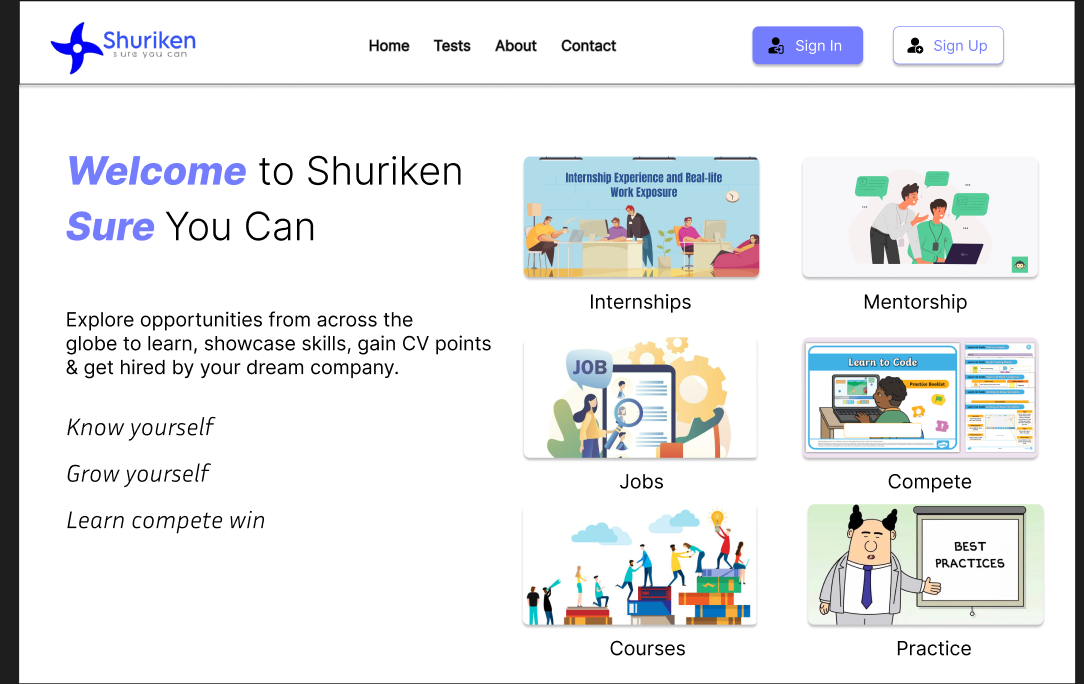 Shuriken
sure you can
Home
Tests
About
Contact
Sign In
Sign Up
Welcome to Shuriken
Sure You Can
Explore opportunities from across the
globe to learn, showcase skills, gain CV points
& get hired by your dream company.
Know yourself
Grow yourself
Learn compete win
Internship Experience and Real-life
Work Exposure
Internships
Mentorship
JOB
Jobs
Learn to Code
Practice Booklet
Compete
Courses
BEST
PRACTICES
Practice